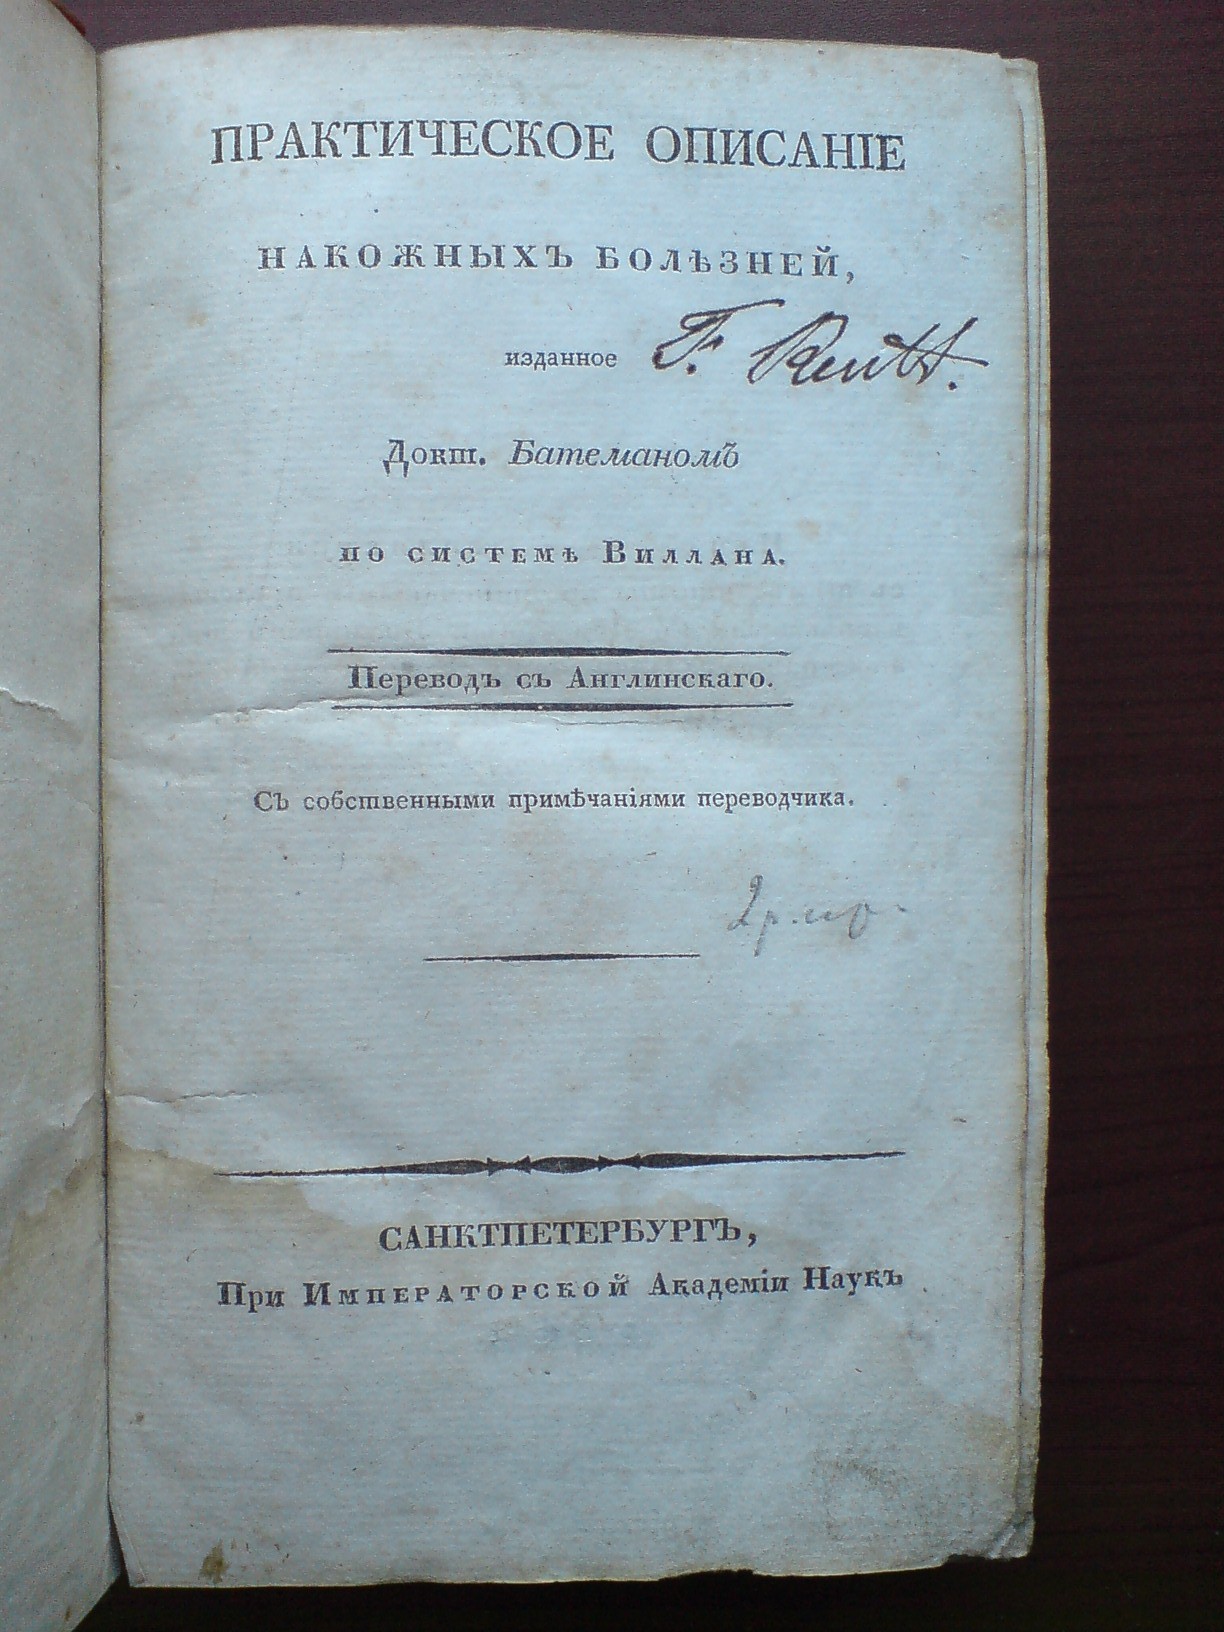 ПРАКТИЧЕСКОЕ ОПИСАНІЕ
НАКОЖНЫХЪ БОЛѢЗНЕЙ,
изданное F. Reutt.
Докт. Батеманомъ
ПО СИСТЕМѢ ВИЛЛАНА.
Переводъ съ Англинскаго.
Съ собственными примѣчаніями переводчика.
САНКТПЕТЕРБУРГЪ,
При ИМПЕРАТОРСКОЙ Академіи Наукъ